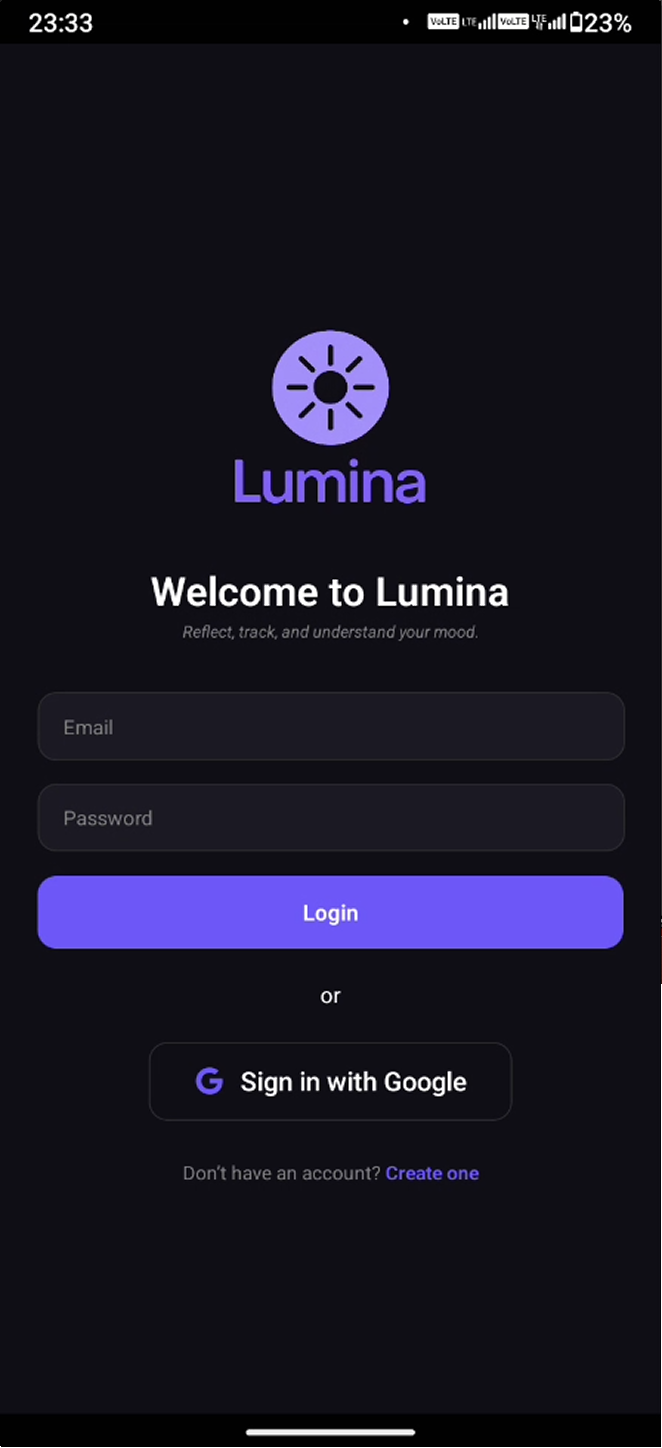 23:33 VoLTE LTE VoLTE LTE 23%
Lumina
Welcome to Lumina
Reflect, track, and understand your mood.
Email
Password
Login
or
G Sign in with Google
Don't have an account? Create one